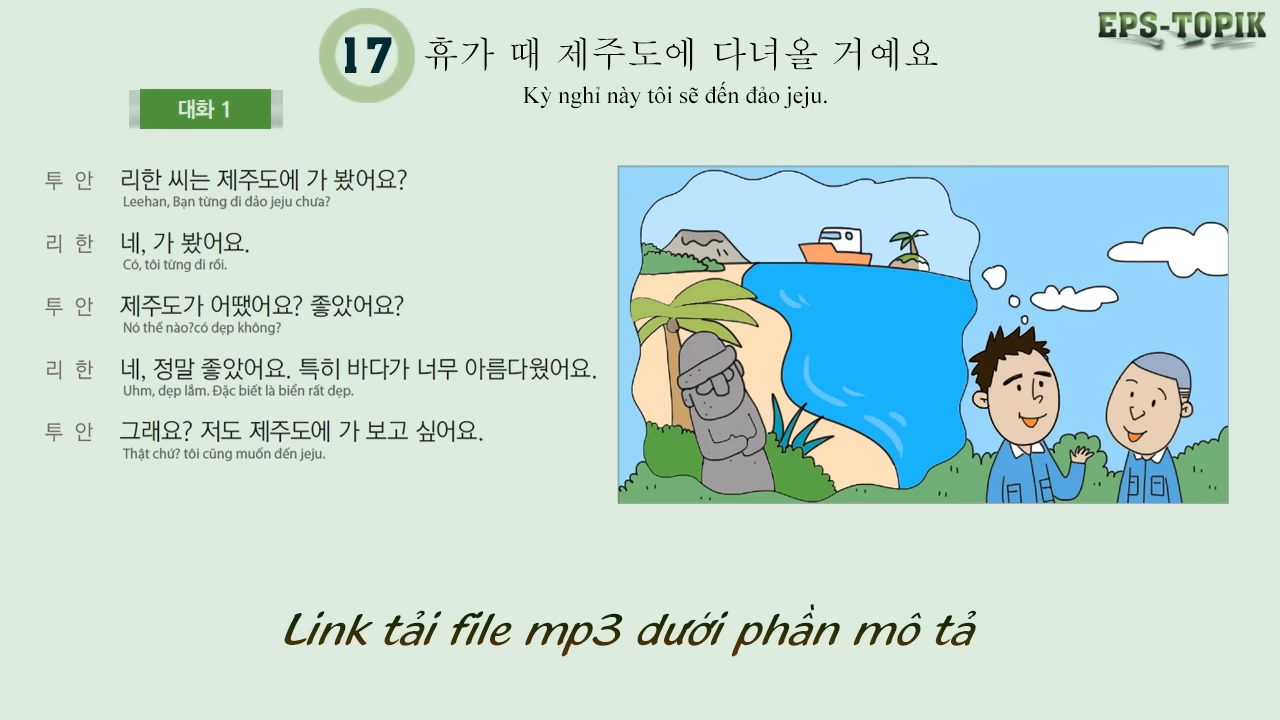 EPS-TOPIK
17 휴가 때 제주도에 다녀올 거예요
Kỳ nghỉ này tôi sẽ đến đảo jeju.
대화 1
투 안 리한 씨는 제주도에 가 봤어요?
Leehan, Bạn từng đi đảo jeju chưa?
리 한 네, 가 봤어요.
Có, tôi từng đi rồi.
투 안 제주도가 어땠어요? 좋았어요?
Nó thế nào?có đẹp không?
리 한 네, 정말 좋았어요. 특히 바다가 너무 아름다웠어요.
Uhm, đẹp lắm. Đặc biết là biển rất đẹp.
투 안 그래요? 저도 제주도에 가 보고 싶어요.
Thật chứ? tôi cũng muốn đến jeju.
Link tải file mp3 dưới phần mô tả